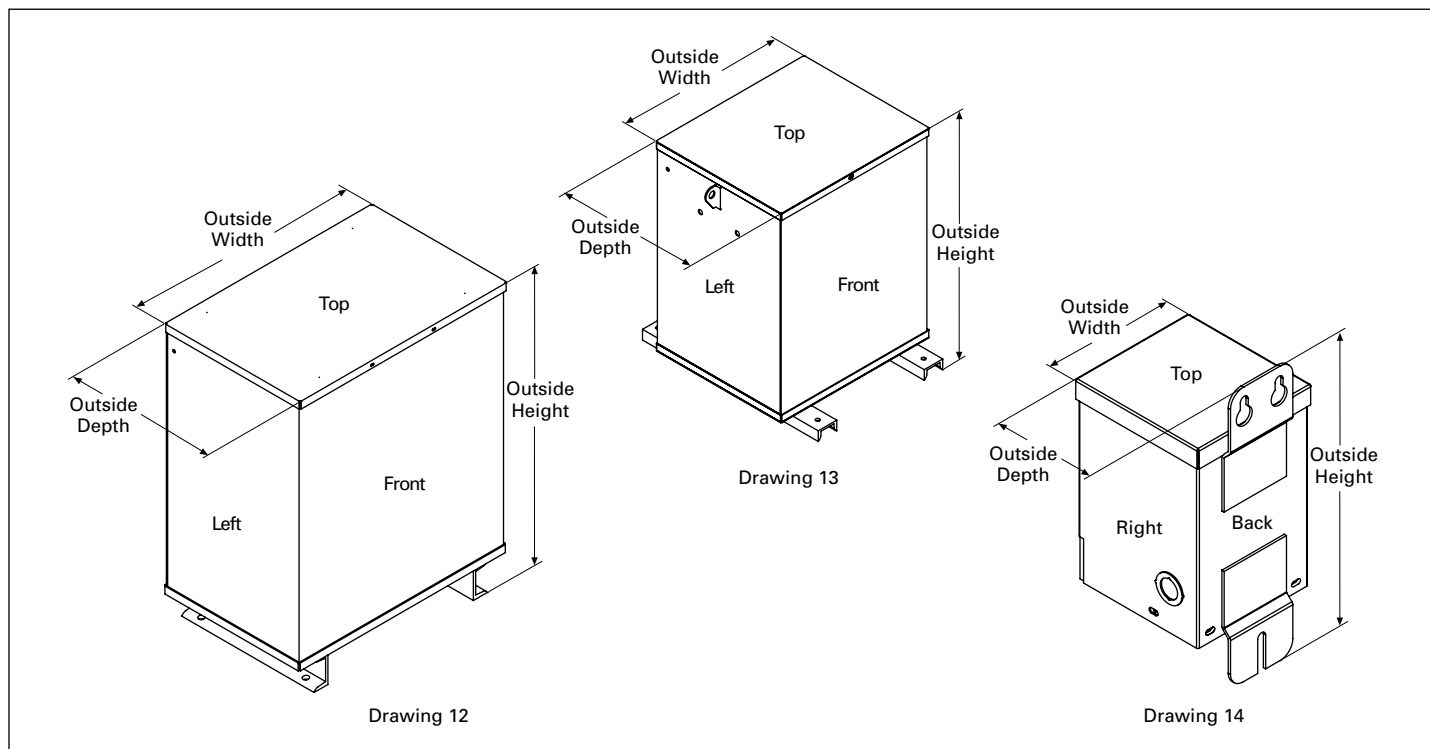 Outside
Width
Top
Outside
Depth
Outside
Height
Left
Front
Drawing 12
Outside
Width
Top
Outside
Depth
Outside
Height
Left
Front
Drawing 13
Outside
Width
Top
Outside
Depth
Outside
Height
Right
Back
Drawing 14